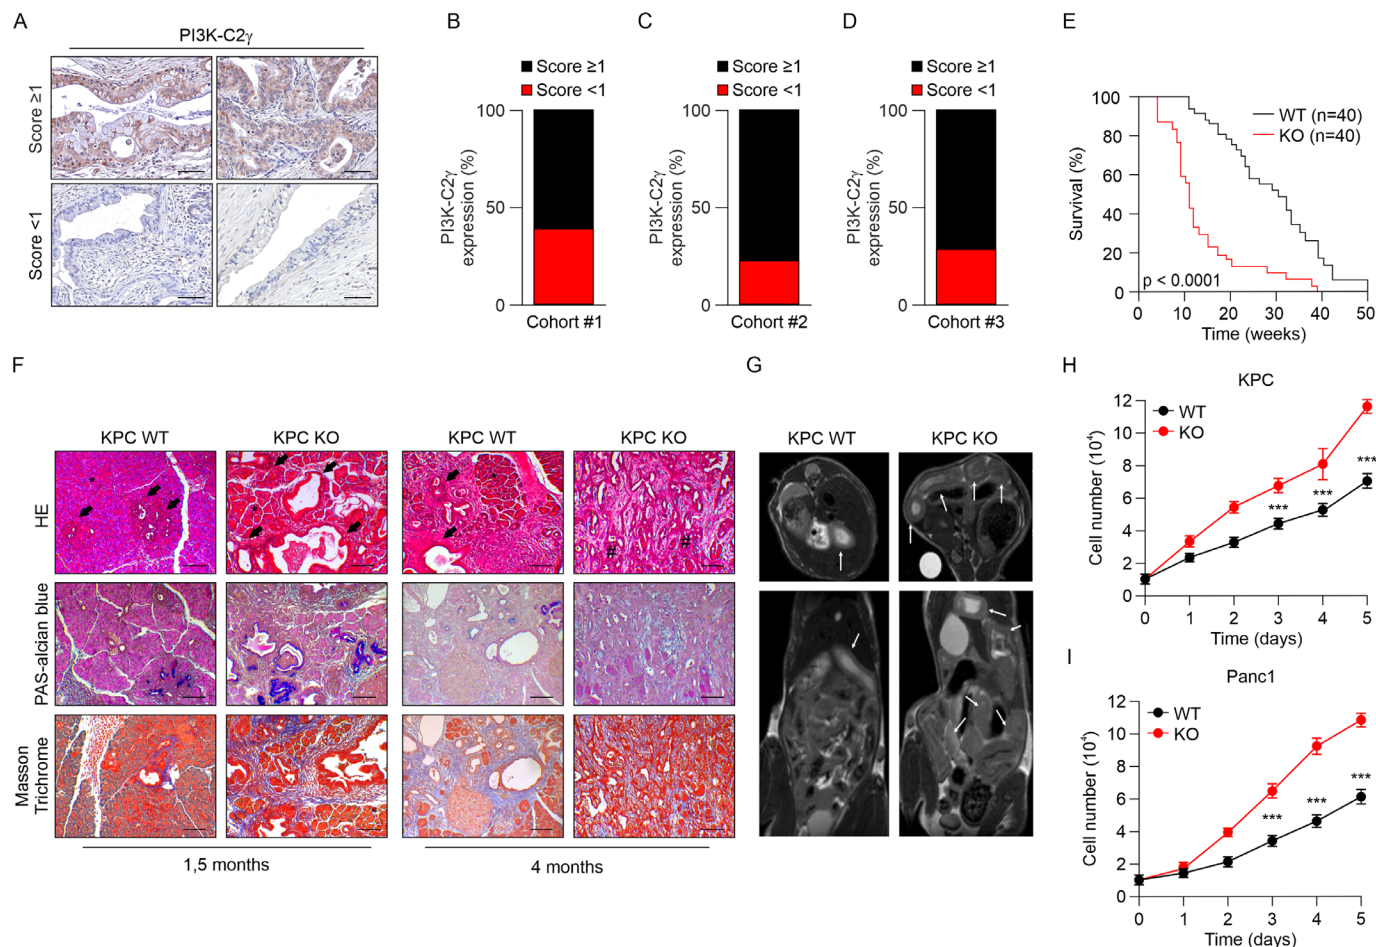 A
PI3K-C2γ
Score ≥1
Score <1
B
Score ≥1
Score <1
PI3K-C2γ
expression (%)
100
50
0
Cohort #1
C
Score ≥1
Score <1
PI3K-C2γ
expression (%)
100
50
0
Cohort #2
D
Score ≥1
Score <1
PI3K-C2γ
expression (%)
100
50
0
Cohort #3
E
WT (n=40)
KO (n=40)
Survival (%)
100
80
60
40
20
0
p < 0.0001
0 10 20 30 40 50
Time (weeks)
F
KPC WT
KPC KO
KPC WT
KPC KO
HE
*
*
*
# #
PAS-alcian blue
Masson
Trichrome
1,5 months
4 months
G
KPC WT
KPC KO
H
KPC
WT
KO
Cell number (10⁴)
12
10
8
6
4
2
0
***
***
***
0 1 2 3 4 5
Time (days)
I
Panc1
WT
KO
Cell number (10⁴)
12
10
8
6
4
2
0
***
***
***
0 1 2 3 4 5
Time (days)